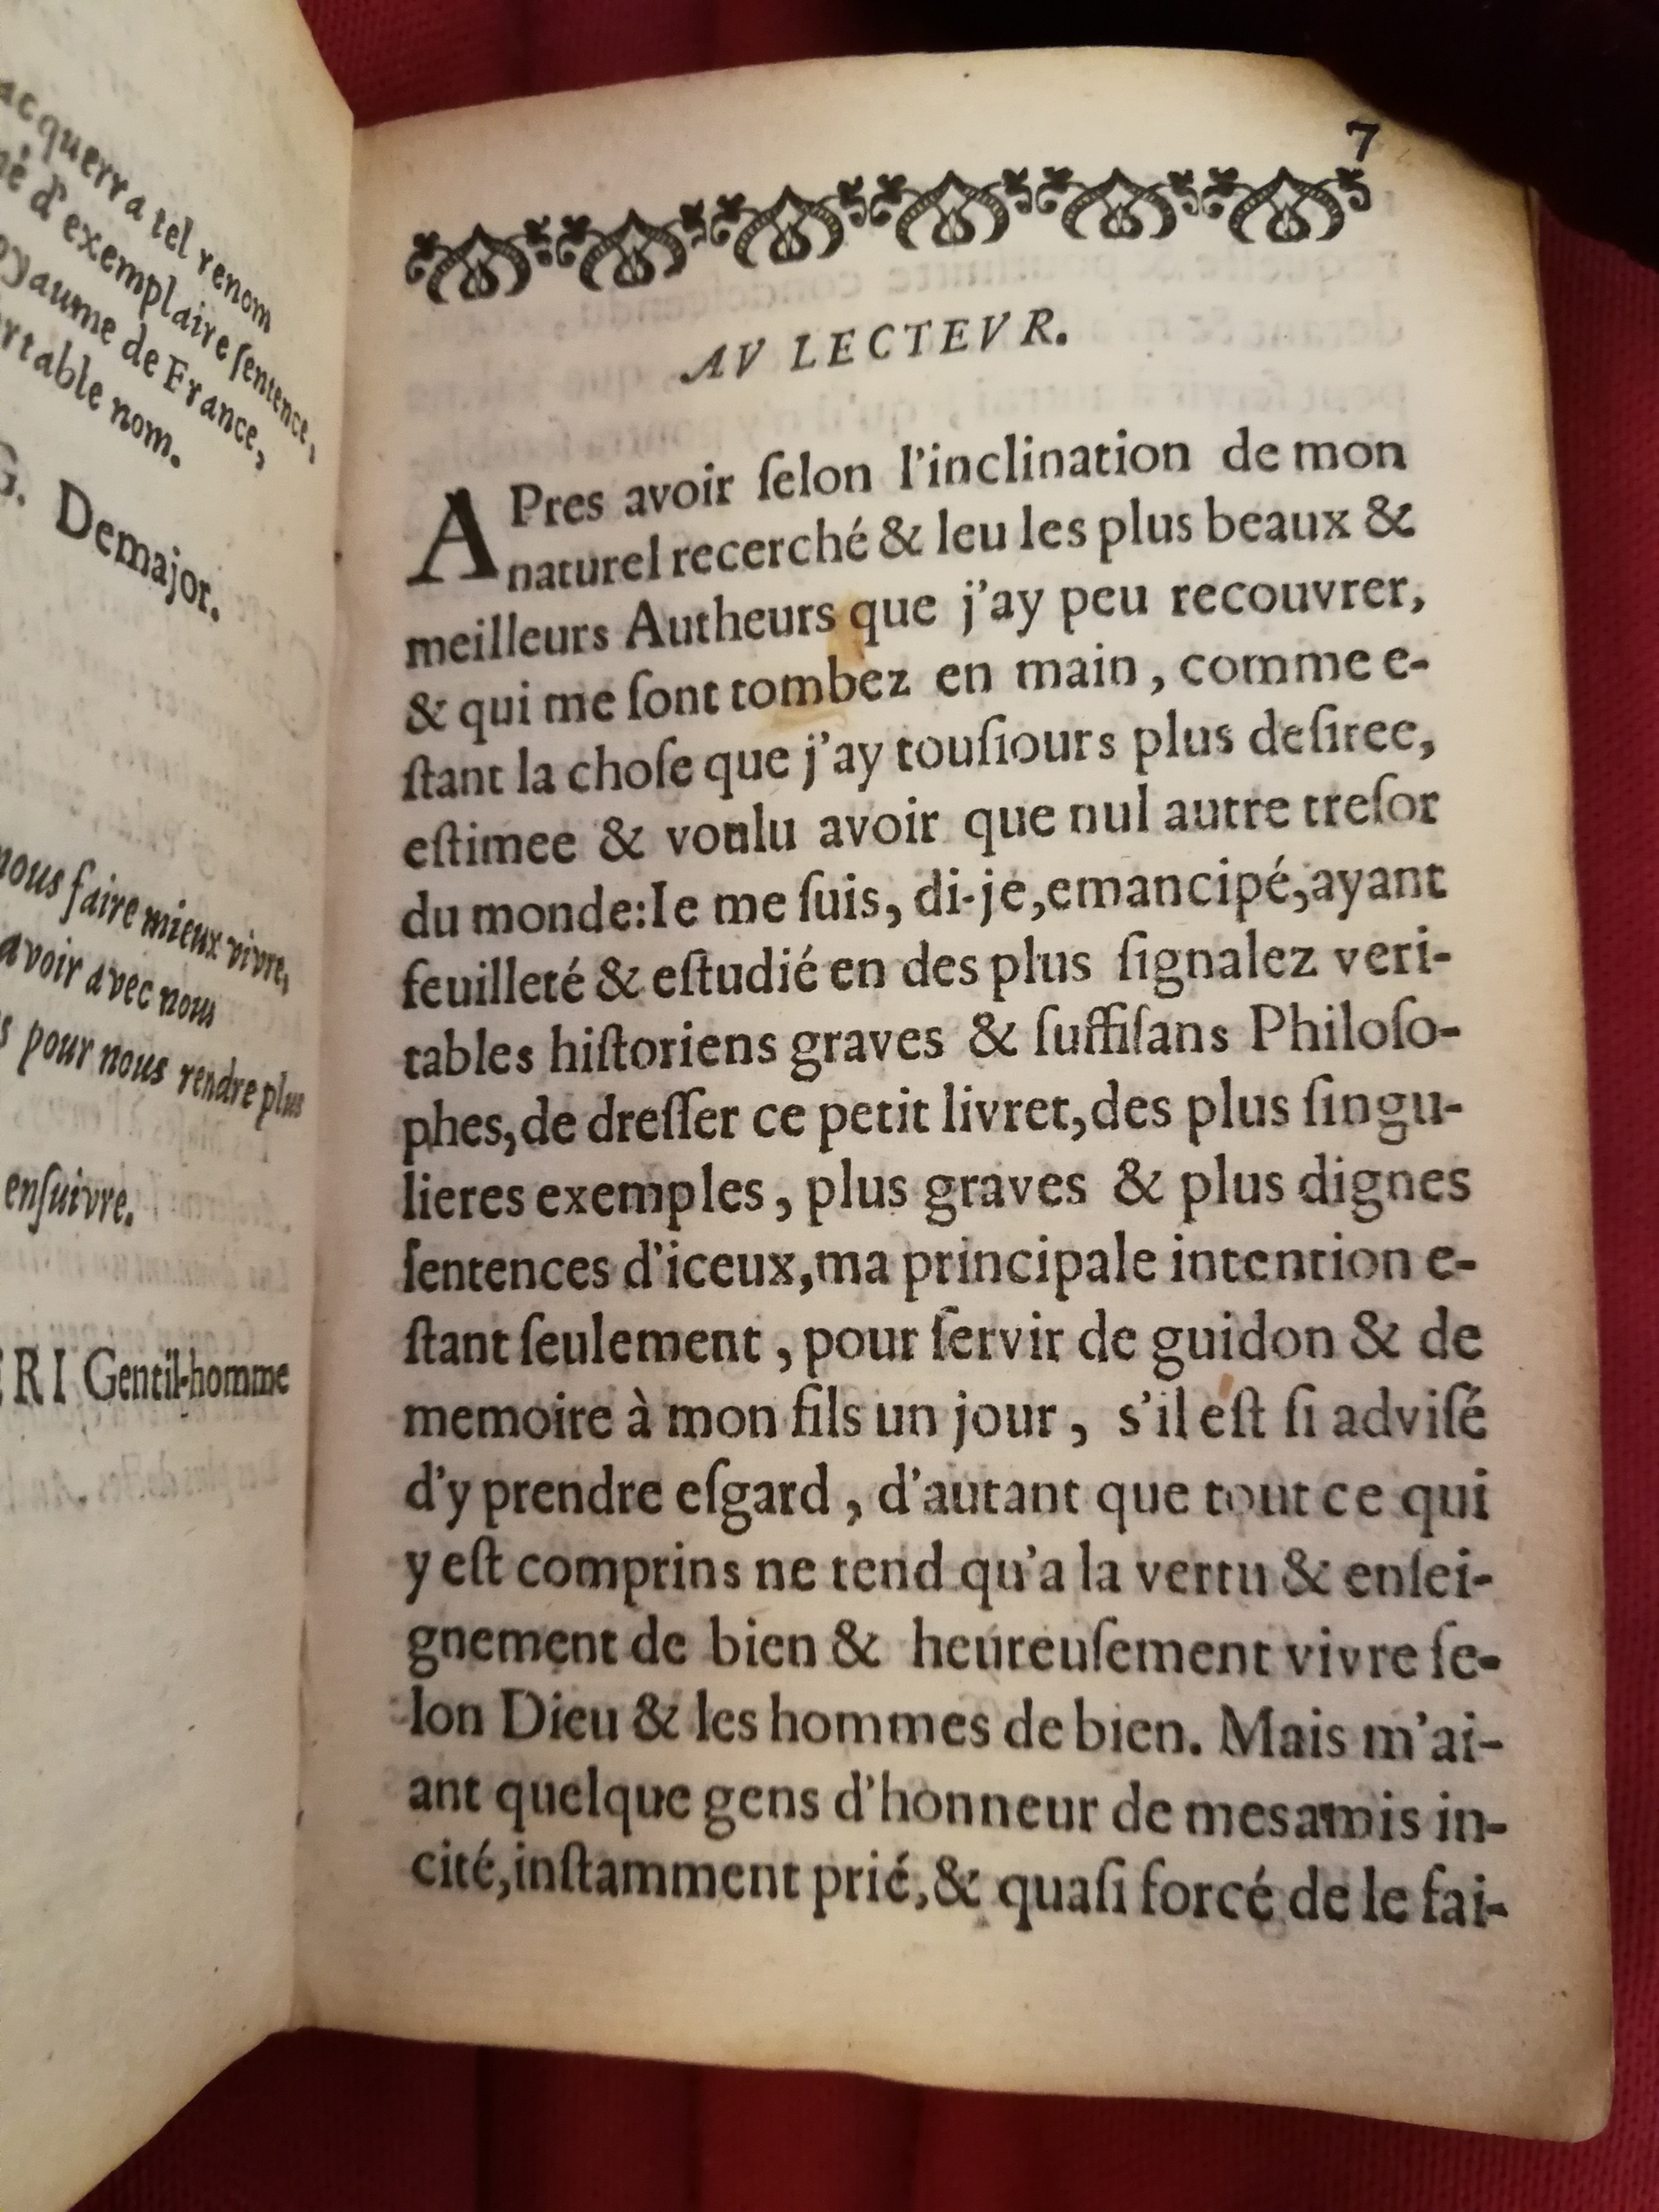 acquerra tel renom
né d'exemplaire ſentence,
oyaume de France,
rtable nom.
G. Demajor.
nous faire mieux vivre,
avoir avec nous
s pour nous rendre plus
enſuivre.
ERI Gentil-homme
7
AV LECTEVR.
APres avoir ſelon l'inclination de mon
naturel recerché & leu les plus beaux &
meilleurs Autheurs que j'ay peu recouvrer,
& qui me ſont tombez en main, comme e-
ſtant la choſe que j'ay touſiours plus deſiree,
eſtimee & voulu avoir que nul autre treſor
du monde:Ie me ſuis, di-je,emancipé,ayant
feuilleté & eſtudié en des plus ſignalez veri-
tables hiſtoriens graves & ſuffiſans Philoſo-
phes,de dreſſer ce petit livret,des plus ſingu-
lieres exemples, plus graves & plus dignes
ſentences d'iceux,ma principale intention e-
ſtant ſeulement, pour ſervir de guidon & de
memoire à mon fils un jour, s'il eſt ſi adviſé
d'y prendre eſgard, d'autant que tout ce qui
y eſt comprins ne tend qu'a la vertu & enſei-
gnement de bien & heureuſement vivre ſe-
lon Dieu & les hommes de bien. Mais m'ai-
ant quelque gens d'honneur de mes amis in-
cité,inſtamment prié,& quaſi forcé de le fai-